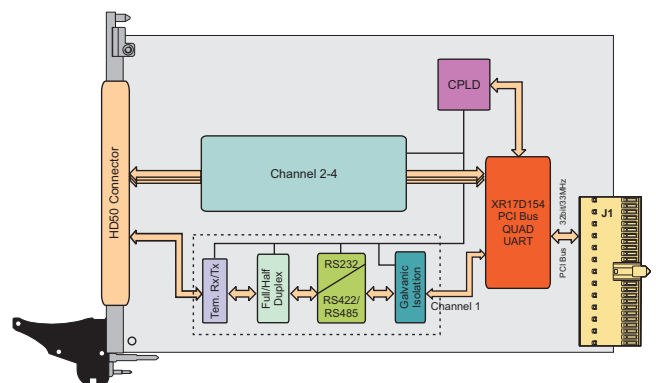 CPLD
HD50 Connector
Channel 2-4
XR17D154
PCI Bus
QUAD
UART
PCI Bus 32bit/33MHz
J1
Tem. Rx/Tx
Full/Half
Duplex
RS232
RS422/
RS485
Galvanic
Isolation
Channel 1